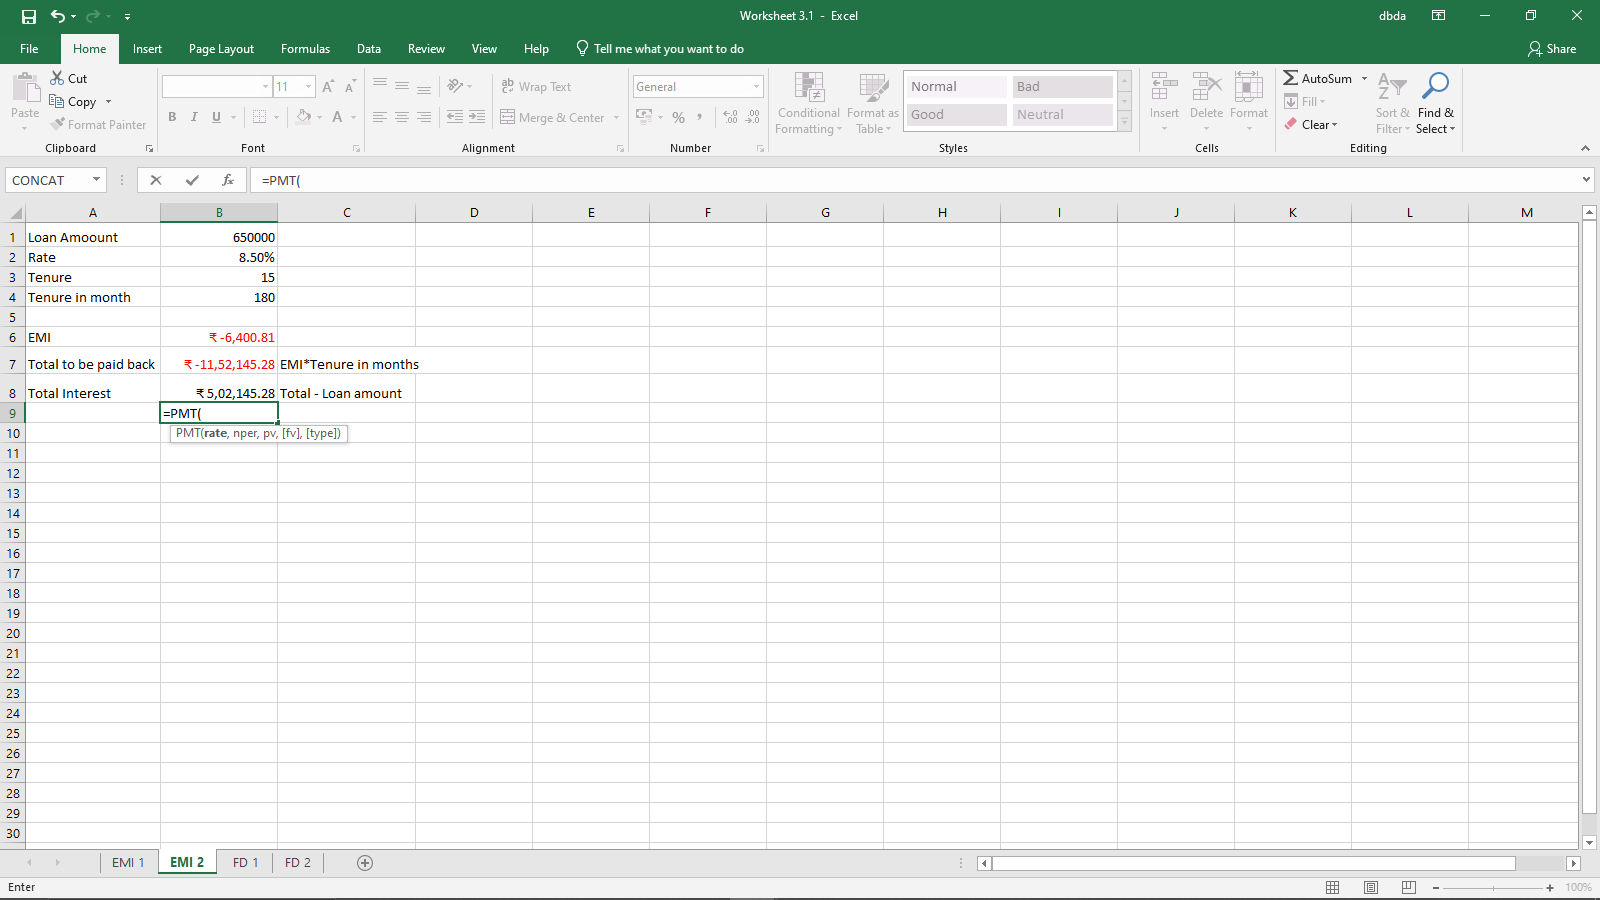 Worksheet 3.1 - Excel
dbda
File Home Insert Page Layout Formulas Data Review View Help Tell me what you want to do Share
Paste
Cut
Copy
Format Painter
Clipboard
11 A A
B I U A
Font
ab Wrap Text
Merge & Center
Alignment
General
% ,
.00 .0
Number
Conditional Formatting
Format as Table
Normal Bad
Good Neutral
Styles
Insert Delete Format
Cells
AutoSum
Fill
Clear
Sort & Filter
Find & Select
Editing
CONCAT fx =PMT(
A B C D E F G H I J K L M
1 Loan Amoount 650000
2 Rate 8.50%
3 Tenure 15
4 Tenure in month 180
5
6 EMI ₹ -6,400.81
7 Total to be paid back ₹ -11,52,145.28 EMI*Tenure in months
8 Total Interest ₹ 5,02,145.28 Total - Loan amount
9 =PMT(
10 PMT(rate, nper, pv, [fv], [type])
11
12
13
14
15
16
17
18
19
20
21
22
23
24
25
26
27
28
29
30
EMI 1 EMI 2 FD 1 FD 2
Enter
100%